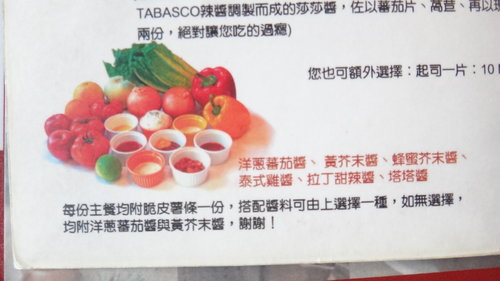 TABASCO辣醬調製而成的莎莎醬，佐以蕃茄片、萵苣、再以
兩份，絕對讓您吃的過癮)
您也可額外選擇：起司一片：10
洋蔥蕃茄醬、黃芥末醬、蜂蜜芥末醬、
泰式雞醬、拉丁甜辣醬、塔塔醬
每份主餐均附脆皮薯條一份，搭配醬料可由上選擇一種，如無選擇，
均附洋蔥蕃茄醬與黃芥末醬，謝謝！